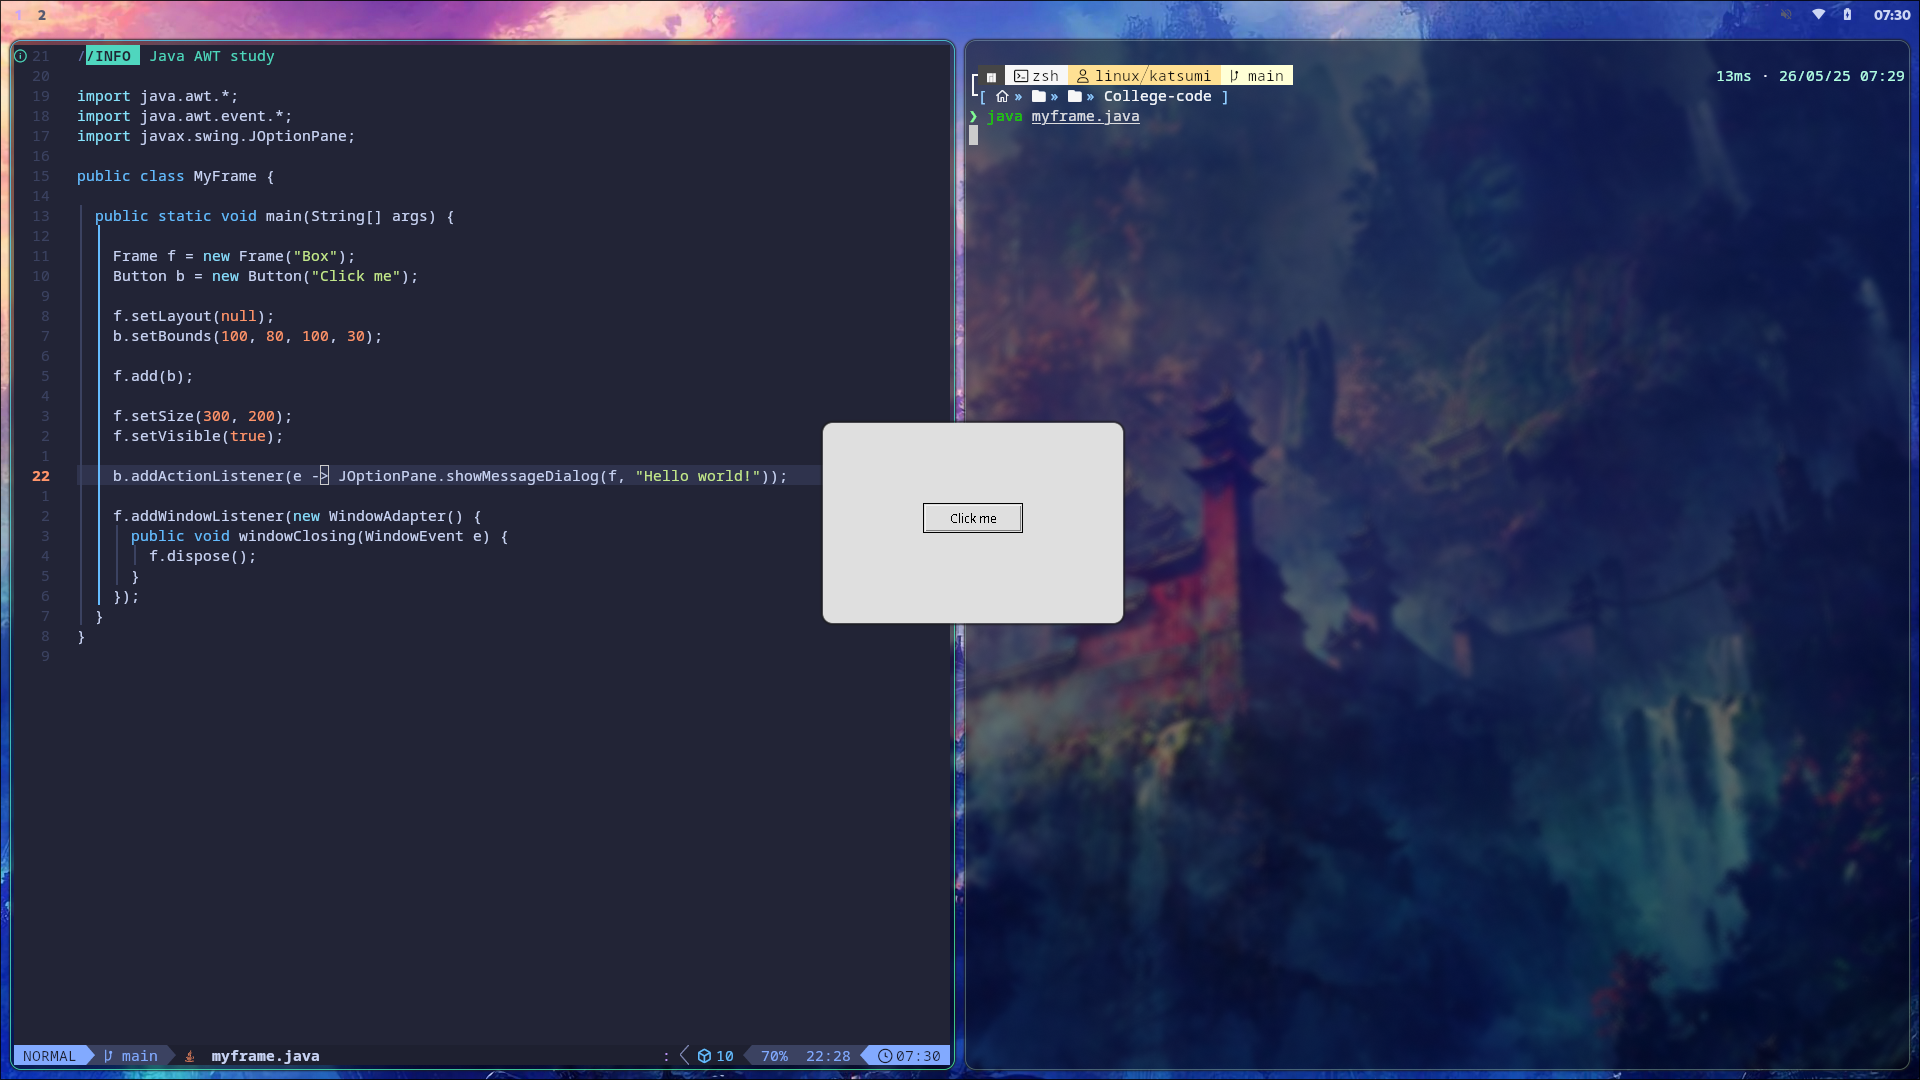 1 2
07:30
21 //INFO Java AWT study
20
19 import java.awt.*;
18 import java.awt.event.*;
17 import javax.swing.JOptionPane;
16
15 public class MyFrame {
14
13 public static void main(String[] args) {
12
11 Frame f = new Frame("Box");
10 Button b = new Button("Click me");
9
8 f.setLayout(null);
7 b.setBounds(100, 80, 100, 30);
6
5 f.add(b);
4
3 f.setSize(300, 200);
2 f.setVisible(true);
1
22 b.addActionListener(e -> JOptionPane.showMessageDialog(f, "Hello world!"));
1
2 f.addWindowListener(new WindowAdapter() {
3 public void windowClosing(WindowEvent e) {
4 f.dispose();
5 }
6 });
7 }
8 }
9
NORMAL main myframe.java : 10 70% 22:28 07:30
zsh linux/katsumi main 13ms · 26/05/25 07:29
[ » » » College-code ]
❯ java myframe.java
Click me